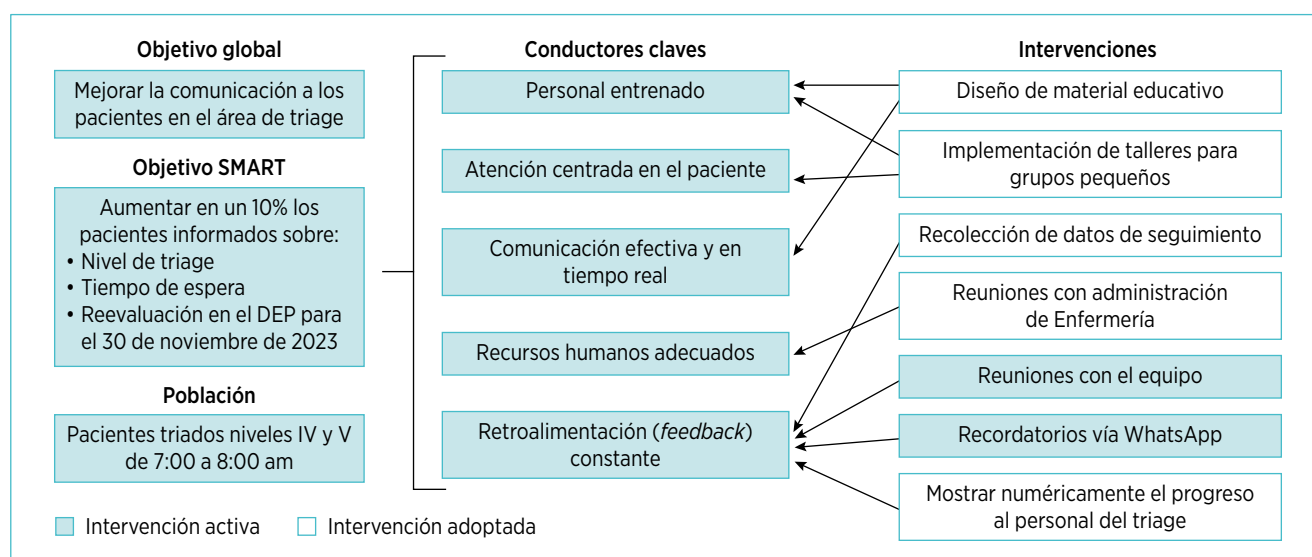 Objetivo global
Mejorar la comunicación a los
pacientes en el área de triage
Objetivo SMART
Aumentar en un 10% los
pacientes informados sobre:
• Nivel de triage
• Tiempo de espera
• Reevaluación en el DEP para
el 30 de noviembre de 2023
Población
Pacientes triados niveles IV y V
de 7:00 a 8:00 am
Conductores claves
Personal entrenado
Atención centrada en el paciente
Comunicación efectiva y en
tiempo real
Recursos humanos adecuados
Retroalimentación (feedback)
constante
Intervenciones
Diseño de material educativo
Implementación de talleres para
grupos pequeños
Recolección de datos de seguimiento
Reuniones con administración
de Enfermería
Reuniones con el equipo
Recordatorios vía WhatsApp
Mostrar numéricamente el progreso
al personal del triage
Intervención activa
Intervención adoptada